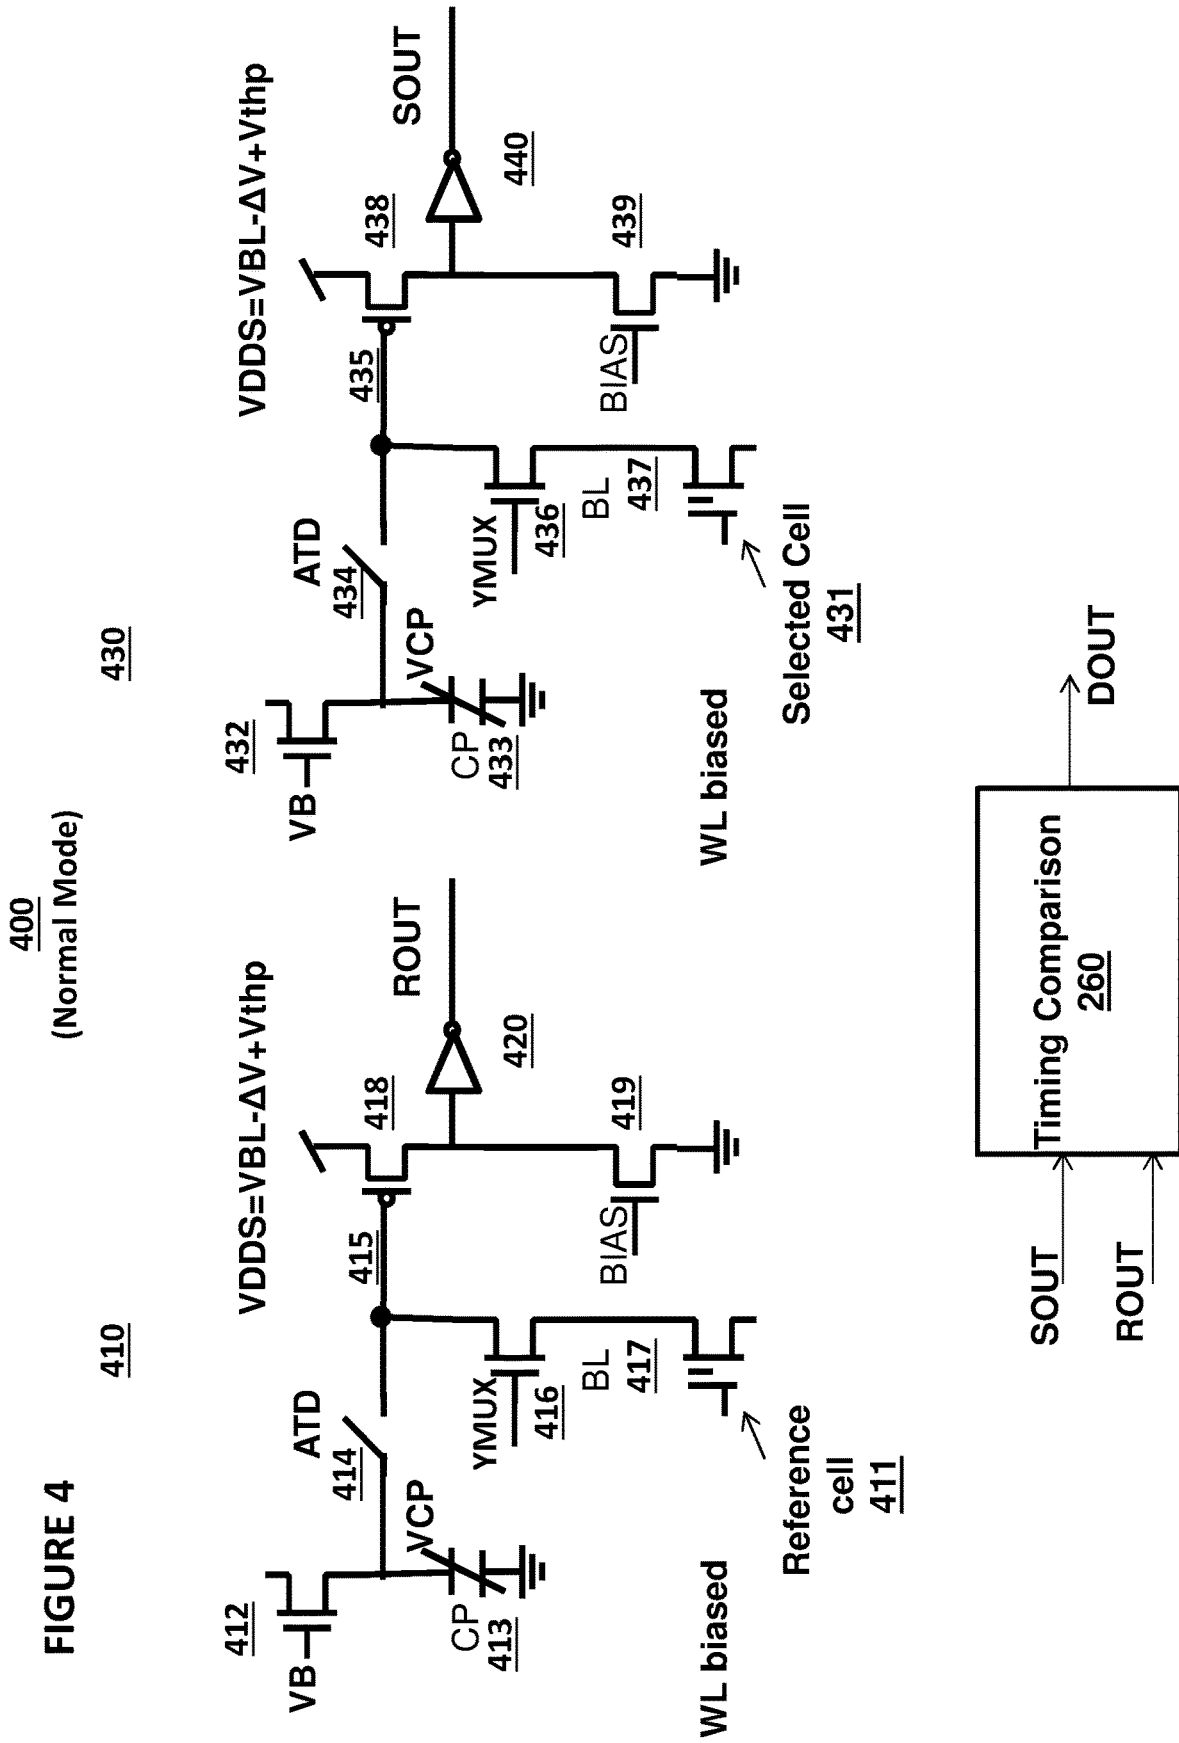 FIGURE 4
400
(Normal Mode)
410
430
412
VB
CP
413
VCP
ATD
414
415
VDDS=VBL-ΔV+Vthp
418
ROUT
420
YMUX
416
BL
417
BIAS
419
WL biased
Reference
cell
411
432
VB
CP
433
VCP
ATD
434
435
VDDS=VBL-ΔV+Vthp
438
SOUT
440
YMUX
436
BL
437
BIAS
439
WL biased
Selected Cell
431
SOUT
ROUT
Timing Comparison
260
DOUT